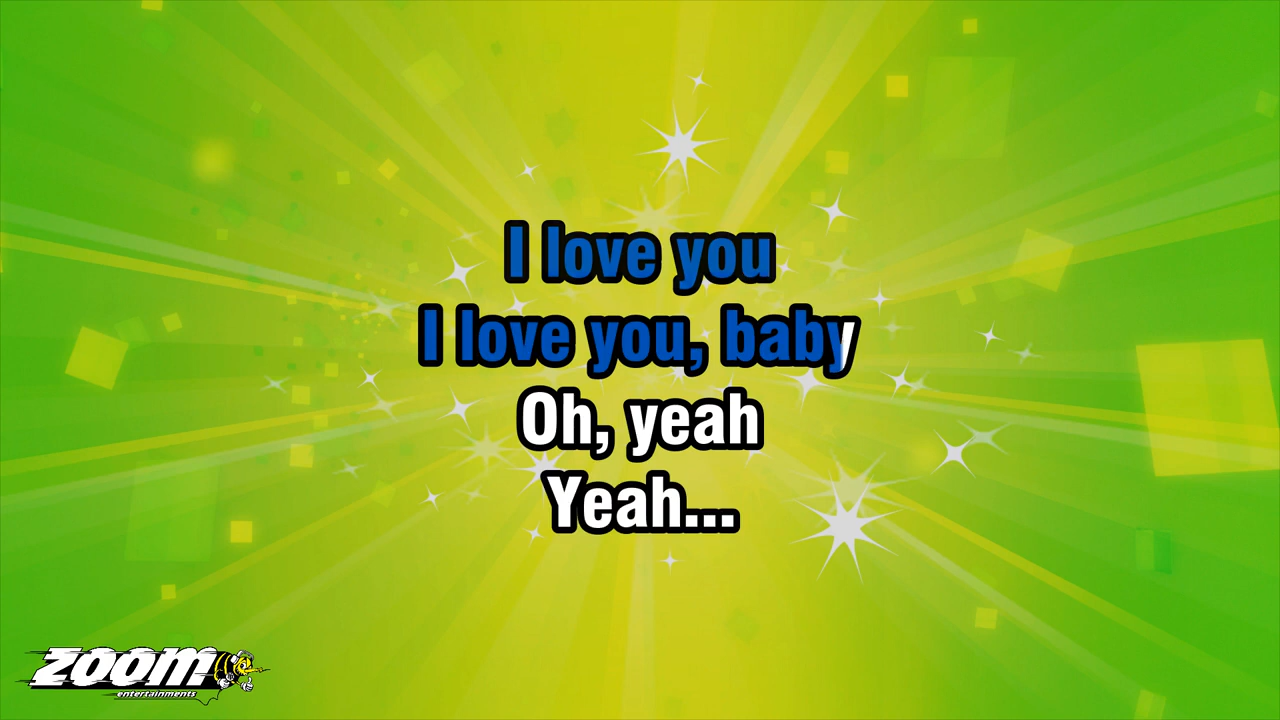 I love you
I love you, baby
Oh, yeah
Yeah...
ZOOM
entertainments